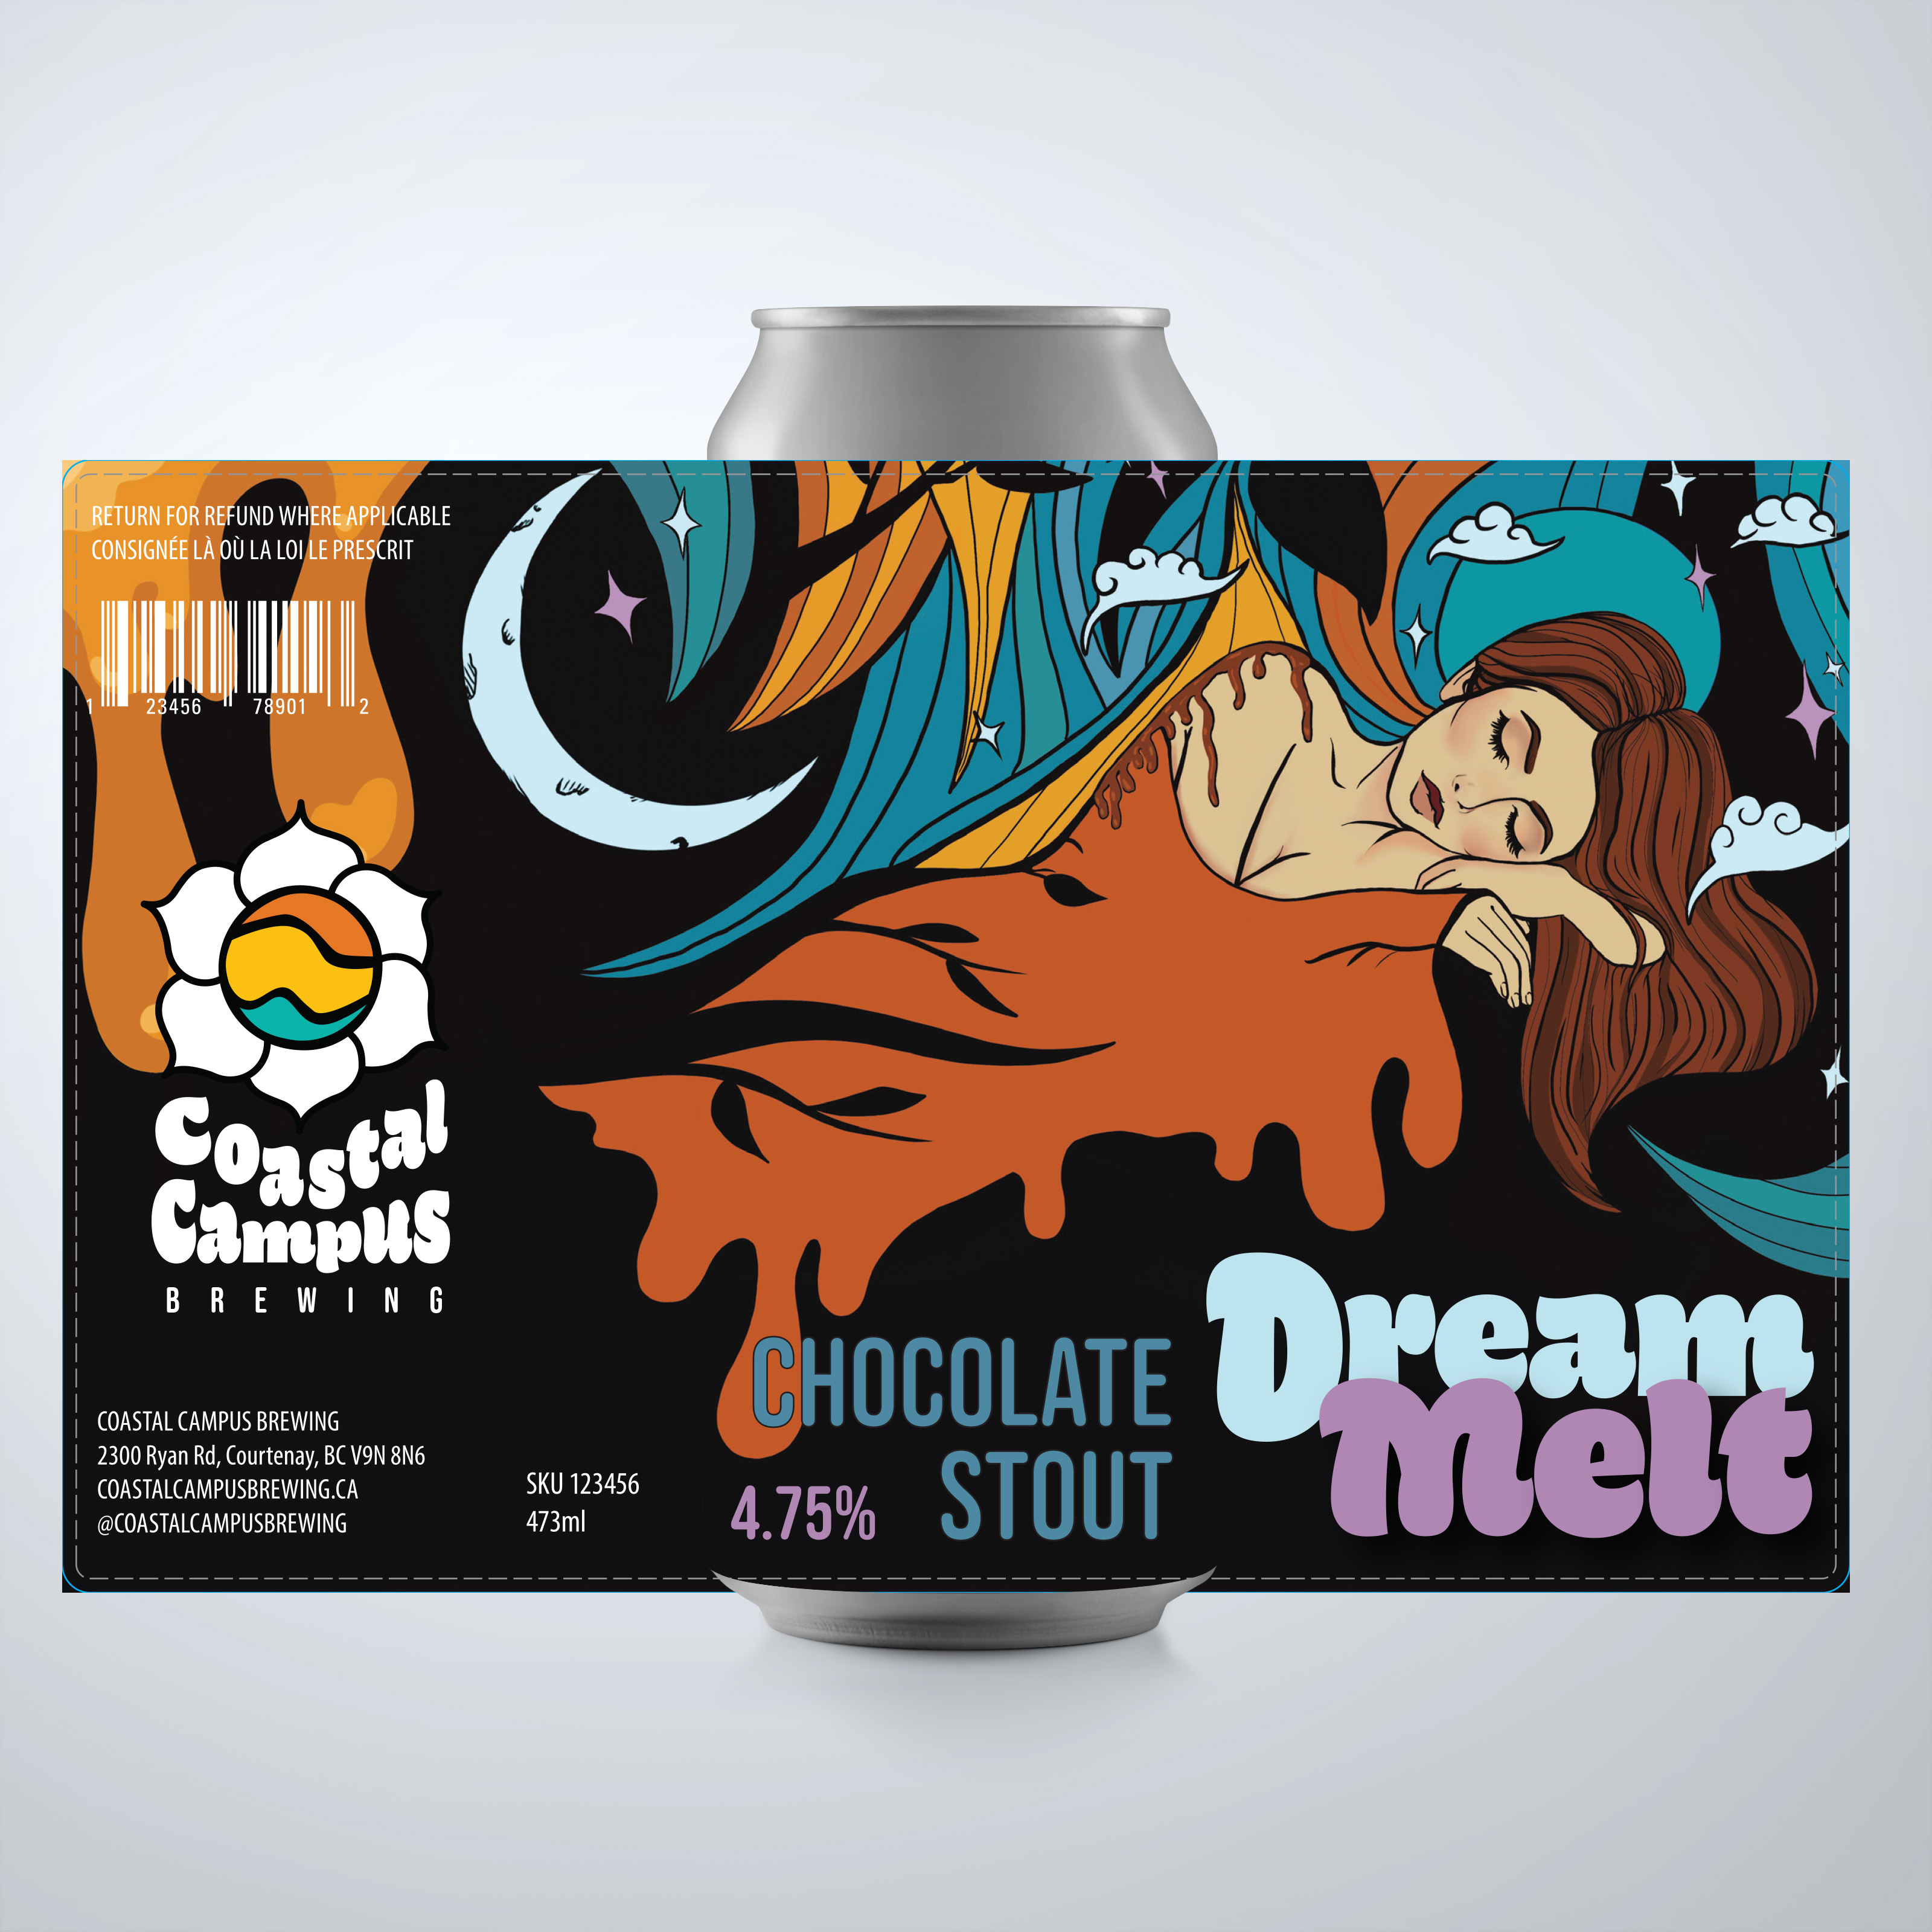 RETURN FOR REFUND WHERE APPLICABLE
CONSIGNÉE LÀ OÙ LA LOI LE PRESCRIT
1 23456 78901 2
Coastal
Campus
BREWING
COASTAL CAMPUS BREWING
2300 Ryan Rd, Courtenay, BC V9N 8N6
COASTALCAMPUSBREWING.CA
@COASTALCAMPUSBREWING
SKU 123456
473ml
4.75%
CHOCOLATE
STOUT
Dream
Melt